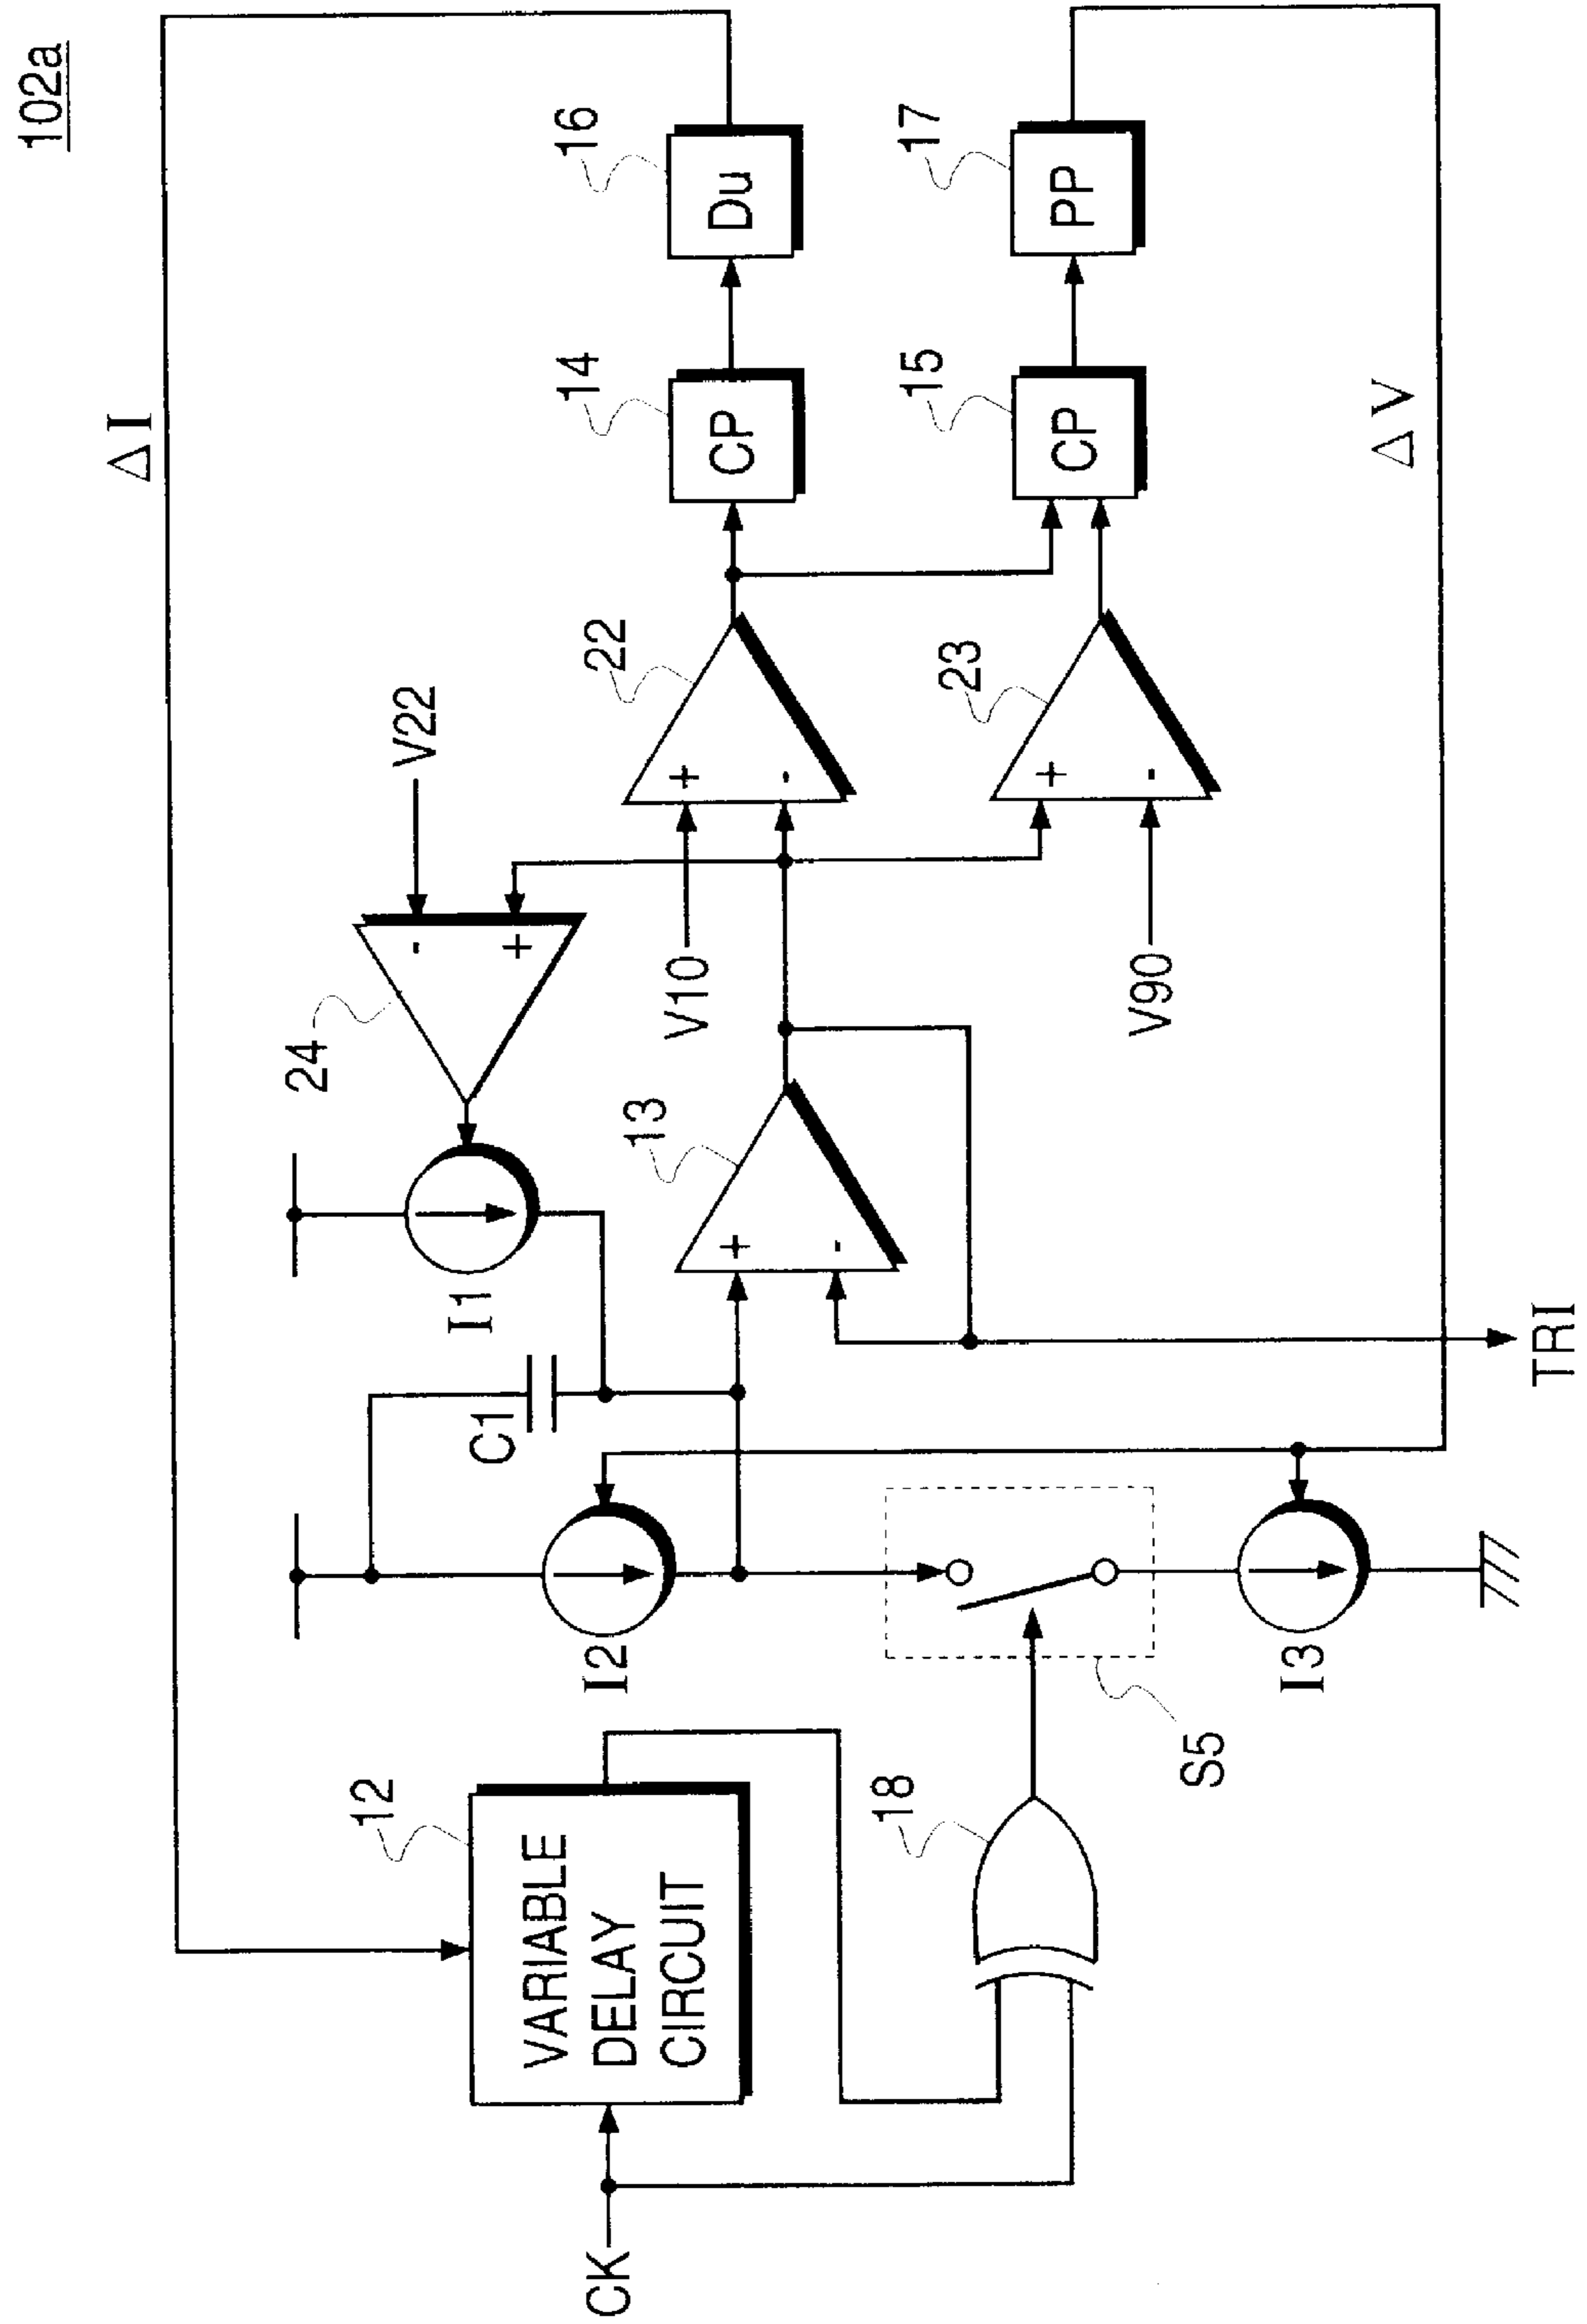 102a
ΔI
16
Du
17
PP
14
CP
15
CP
ΔV
22
V22
23
+
-
+
-
-
+
24
V10
V90
13
+
-
I1
C1
TRI
I2
I3
S5
12
18
VARIABLE
DELAY
CIRCUIT
CK